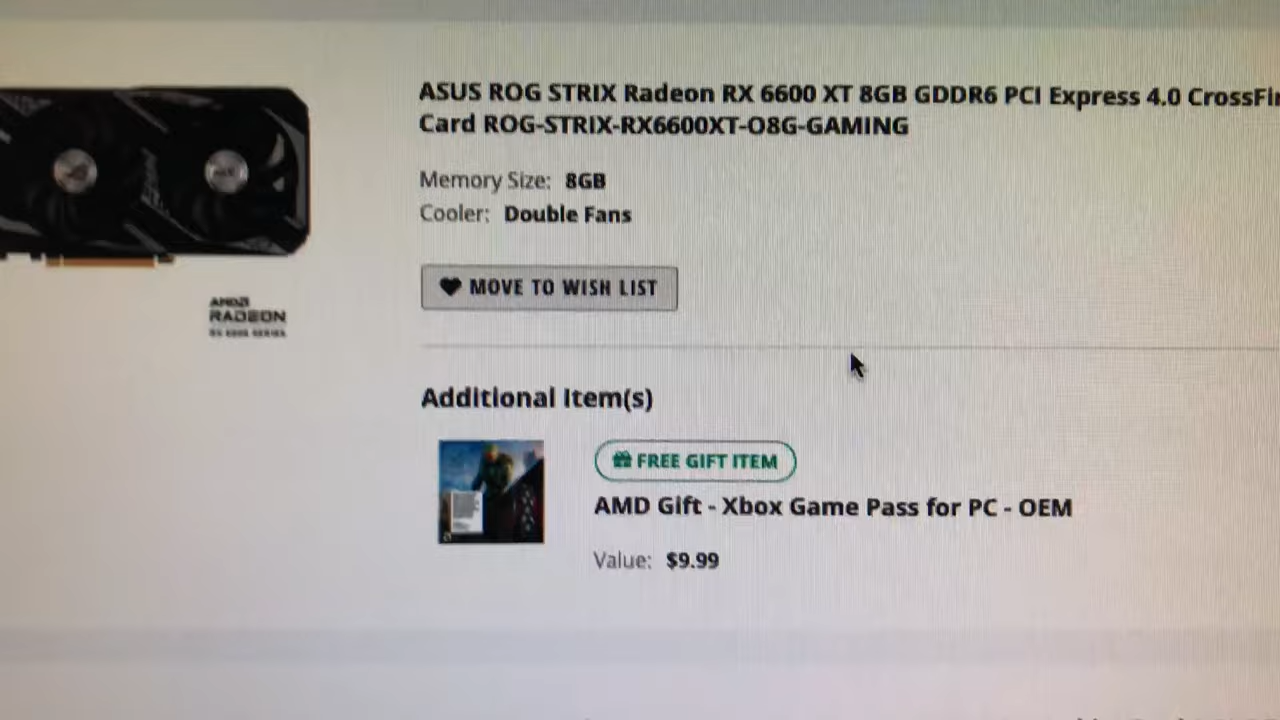 ASUS ROG STRIX Radeon RX 6600 XT 8GB GDDR6 PCI Express 4.0
Card ROG-STRIX-RX6600XT-O8G-GAMING
Memory Size: 8GB
Cooler: Double Fans
MOVE TO WISH LIST
AMD
RADEON
Additional Item(s)
FREE GIFT ITEM
AMD Gift - Xbox Game Pass for PC - OEM
Value: $9.99